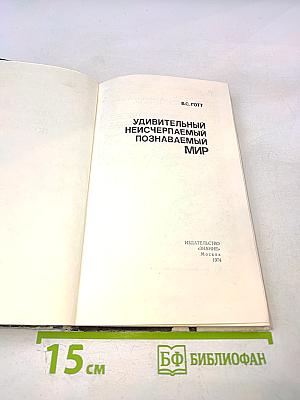 В.С. ГОТТ
УДИВИТЕЛЬНЫЙ
НЕИСЧЕРПАЕМЫЙ
ПОЗНАВАЕМЫЙ
МИР
ИЗДАТЕЛЬСТВО
«ЗНАНИЕ»
Москва
1974
15 см
БФ БИБЛИОФАН